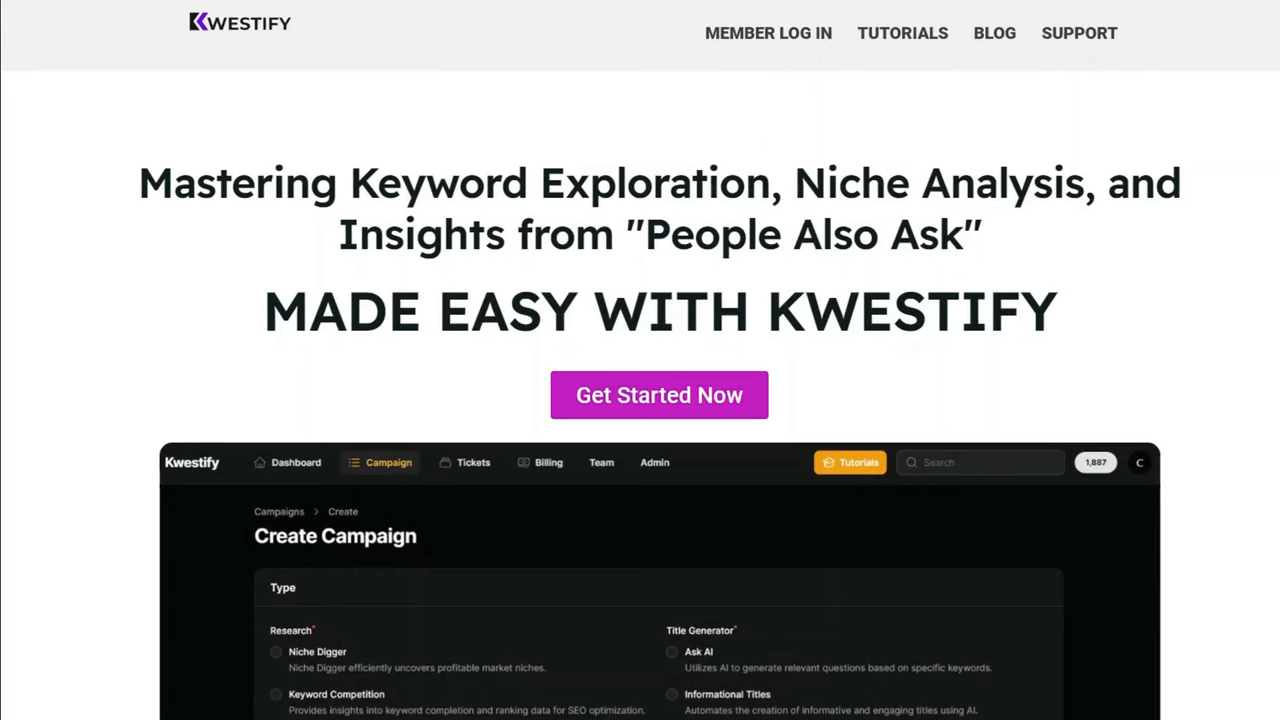 KWESTIFY
MEMBER LOG IN TUTORIALS BLOG SUPPORT
Mastering Keyword Exploration, Niche Analysis, and
Insights from "People Also Ask"
MADE EASY WITH KWESTIFY
Get Started Now
Kwestify Dashboard Campaign Tickets Billing Team Admin Tutorials Search 1,887 C
Campaigns > Create
Create Campaign
Type
Research* Title Generator*
Niche Digger Ask AI
Niche Digger efficiently uncovers profitable market niches. Utilizes AI to generate relevant questions based on specific keywords.
Keyword Competition Informational Titles
Provides insights into keyword completion and ranking data for SEO optimization. Automates the creation of informative and engaging titles using AI.